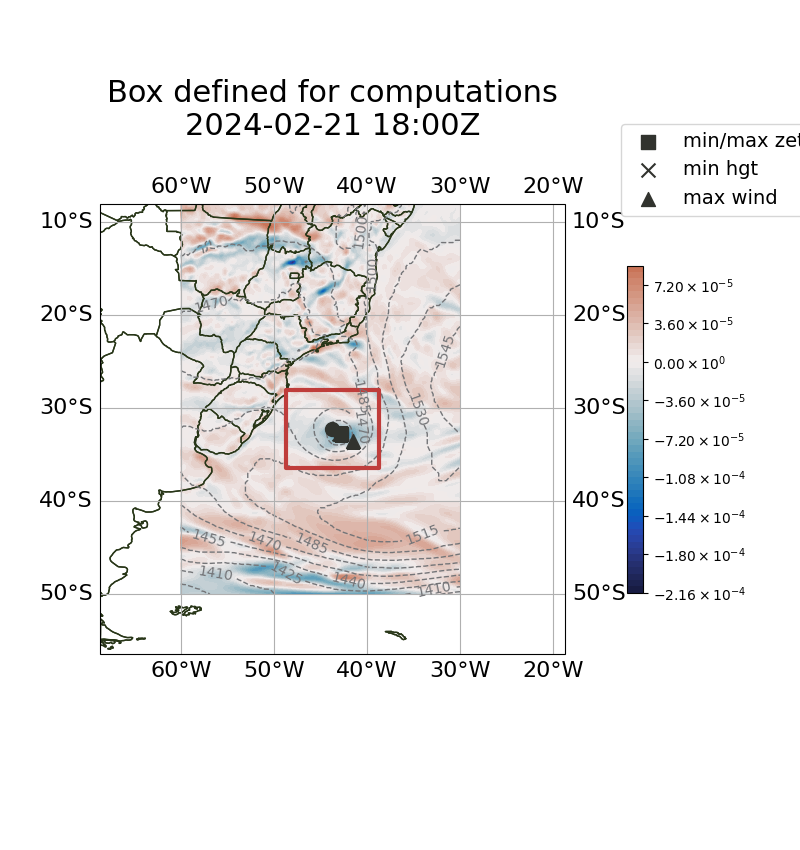 Box defined for computations
2024-02-21 18:00Z
min/max zet
min hgt
max wind
60°W 50°W 40°W 30°W 20°W
10°S 10°S
20°S 20°S
30°S 30°S
40°S 40°S
50°S 50°S
60°W 50°W 40°W 30°W 20°W
1500
1500
1470
1545
1485
1530
1470
1455
1470
1485
1515
1410
1425
1440
1410
7.20 × 10⁻⁵
3.60 × 10⁻⁵
0.00 × 10⁰
−3.60 × 10⁻⁵
−7.20 × 10⁻⁵
−1.08 × 10⁻⁴
−1.44 × 10⁻⁴
−1.80 × 10⁻⁴
−2.16 × 10⁻⁴